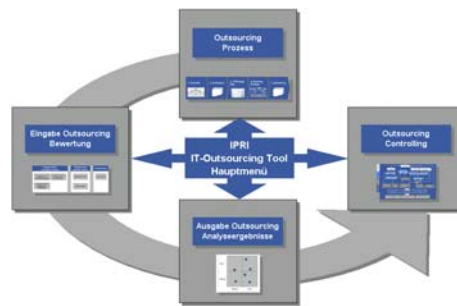 Outsourcing
Prozess
Eingabe Outsourcing
Bewertung
IPRI
IT-Outsourcing Tool
Hauptmenü
Outsourcing
Controlling
Ausgabe Outsourcing
Analyseergebnisse